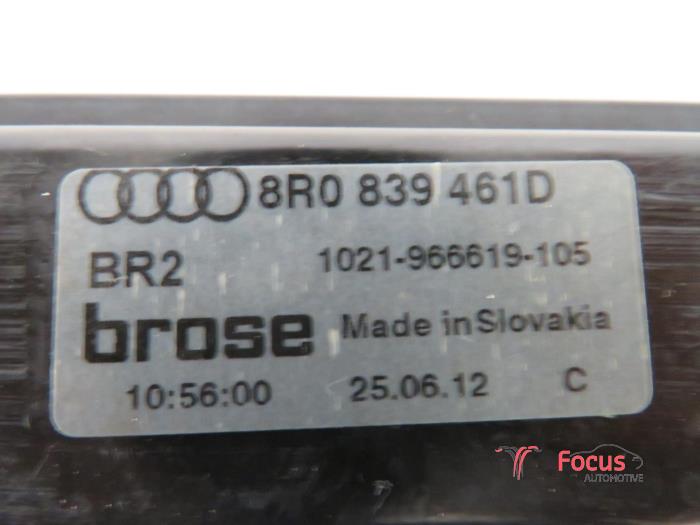 8R0 839 461D
BR2 1021-966619-105
brose Made in Slovakia
10:56:00 25.06.12 C
Focus
AUTOMOTIVE